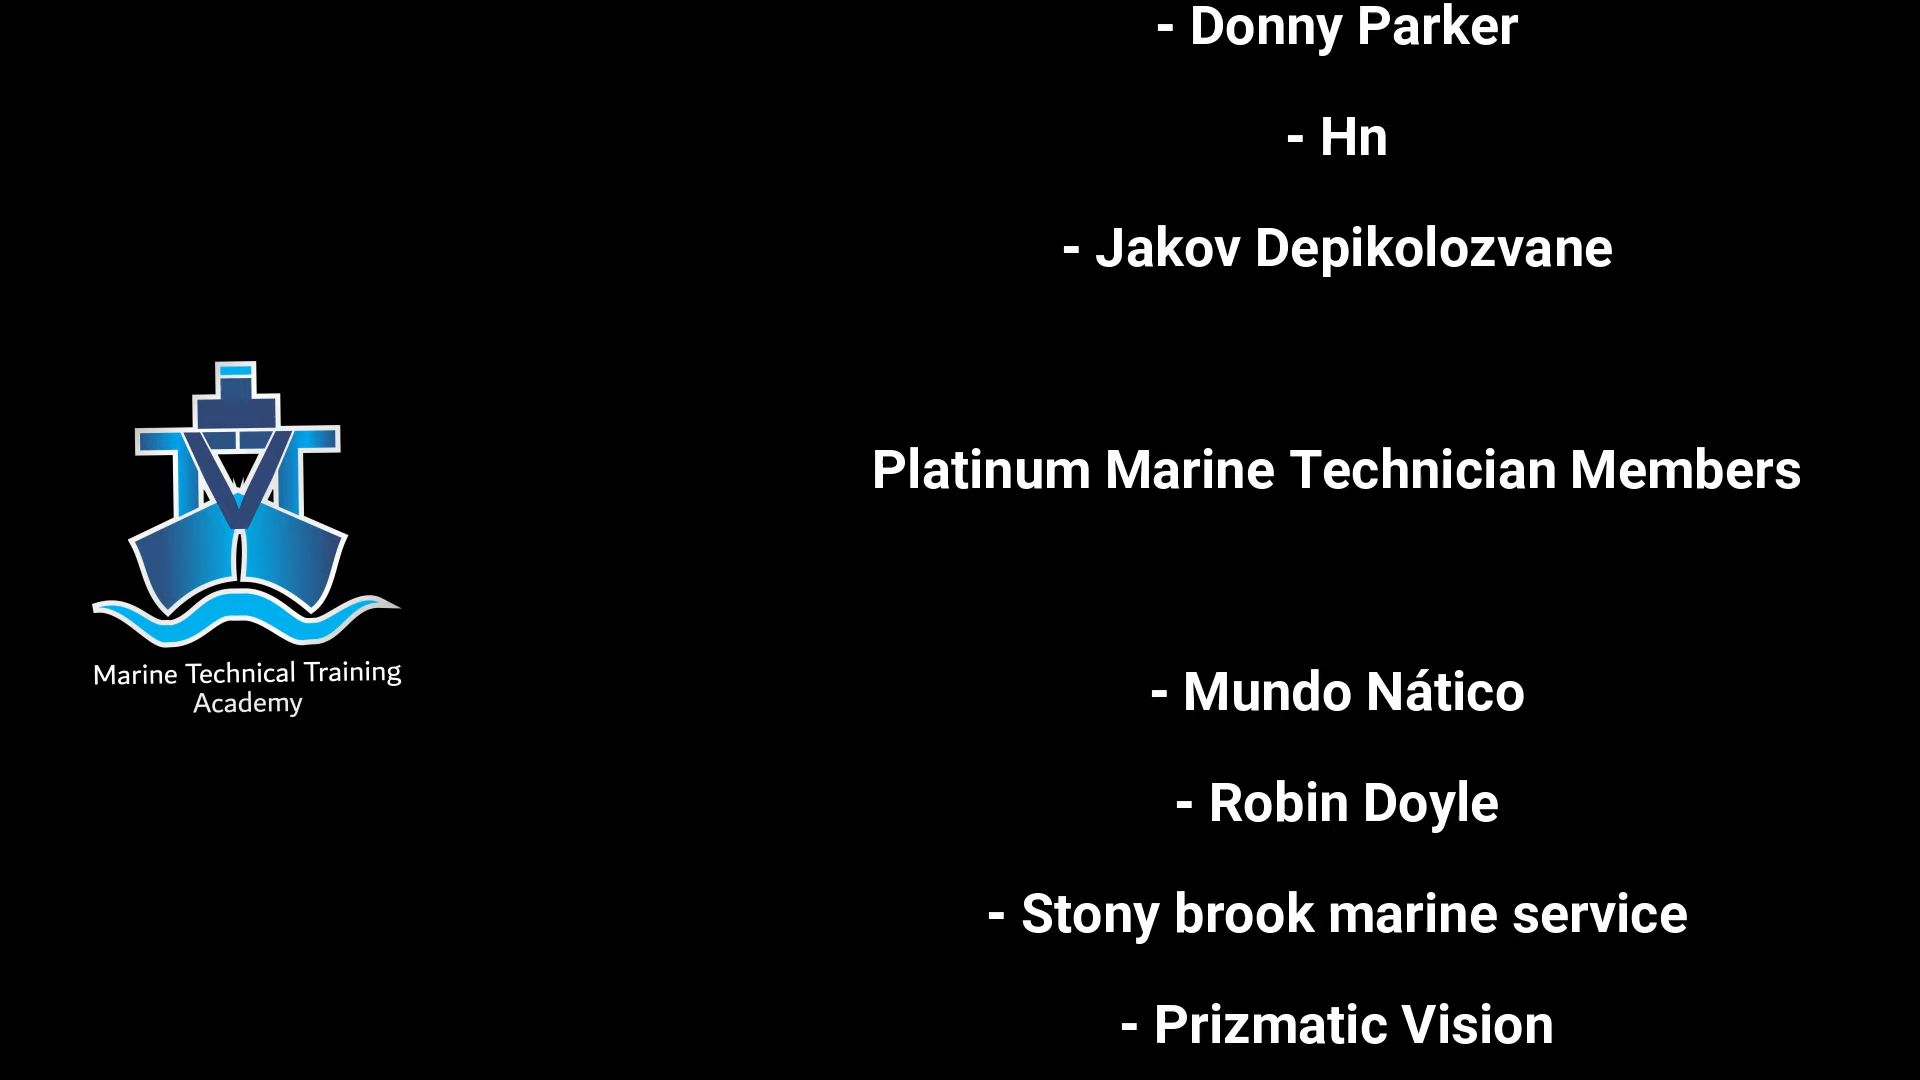 - Donny Parker
- Hn
- Jakov Depikolozvane
Platinum Marine Technician Members
- Mundo Nático
- Robin Doyle
- Stony brook marine service
- Prizmatic Vision
Marine Technical Training
Academy